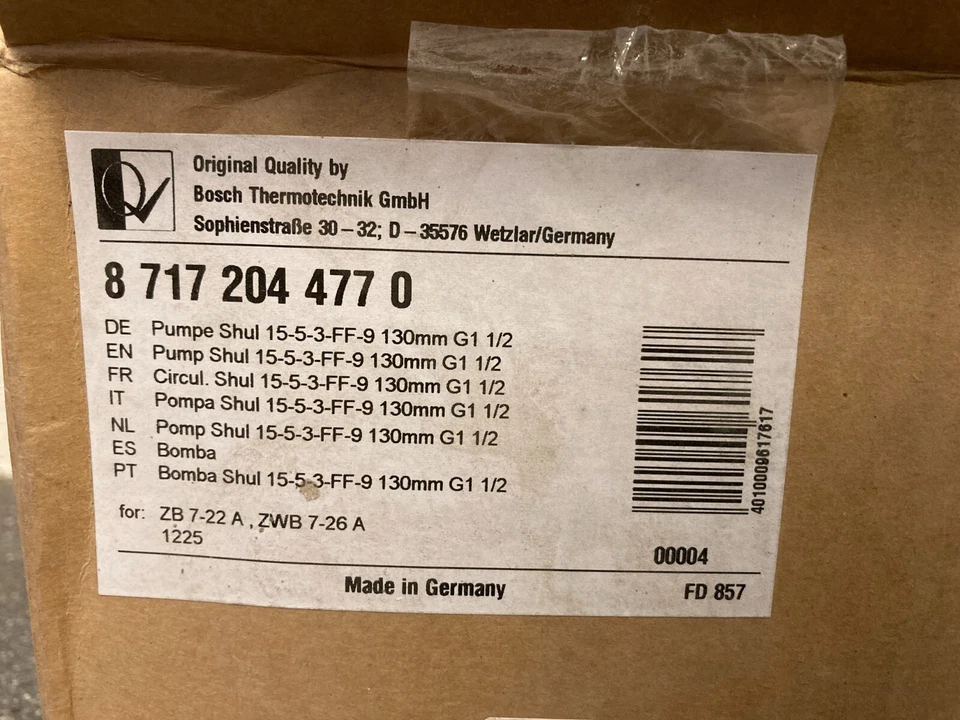 Original Quality by
Bosch Thermotechnik GmbH
Sophienstraße 30 – 32; D – 35576 Wetzlar/Germany
8 717 204 477 0
DE Pumpe Shul 15-5-3-FF-9 130mm G1 1/2
EN Pump Shul 15-5-3-FF-9 130mm G1 1/2
FR Circul. Shul 15-5-3-FF-9 130mm G1 1/2
IT Pompa Shul 15-5-3-FF-9 130mm G1 1/2
NL Pomp Shul 15-5-3-FF-9 130mm G1 1/2
ES Bomba
PT Bomba Shul 15-5-3-FF-9 130mm G1 1/2
for: ZB 7-22 A , ZWB 7-26 A
1225
4010009617617
00004
Made in Germany
FD 857